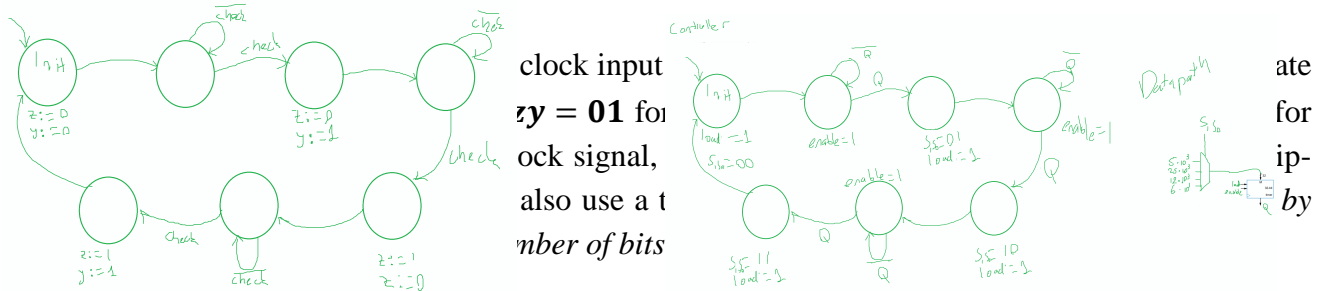 Controller
check
check
check
Init
z:=0
y:=0
z:=0
y:=1
check
check
check
z:=1
y:=1
z:=1
z:=0
clock input
zy = 01 for
ock signal,
also use a t
mber of bits
Q
Q
Q
Init
load=1
S₁S₀=00
enable=1
S₁S₀=01
load=1
enable=1
Q
enable=1
Q
Q
S₁S₀=11
load=1
S₁S₀=10
load=1
Datapath
S₁S₀
Q
ate
for
ip-
by